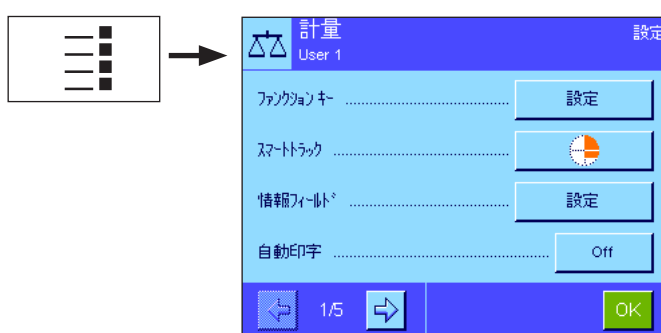 計量
設定
User 1
ﾌｧﾝｸｼｮﾝ ｷｰ ........................................ 設定
ｽﾏｰﾄﾄﾗｯｸ ...........................................
情報ﾌｨｰﾙﾄﾞ ....................................... 設定
自動印字 ..................................................... Off
1/5
OK